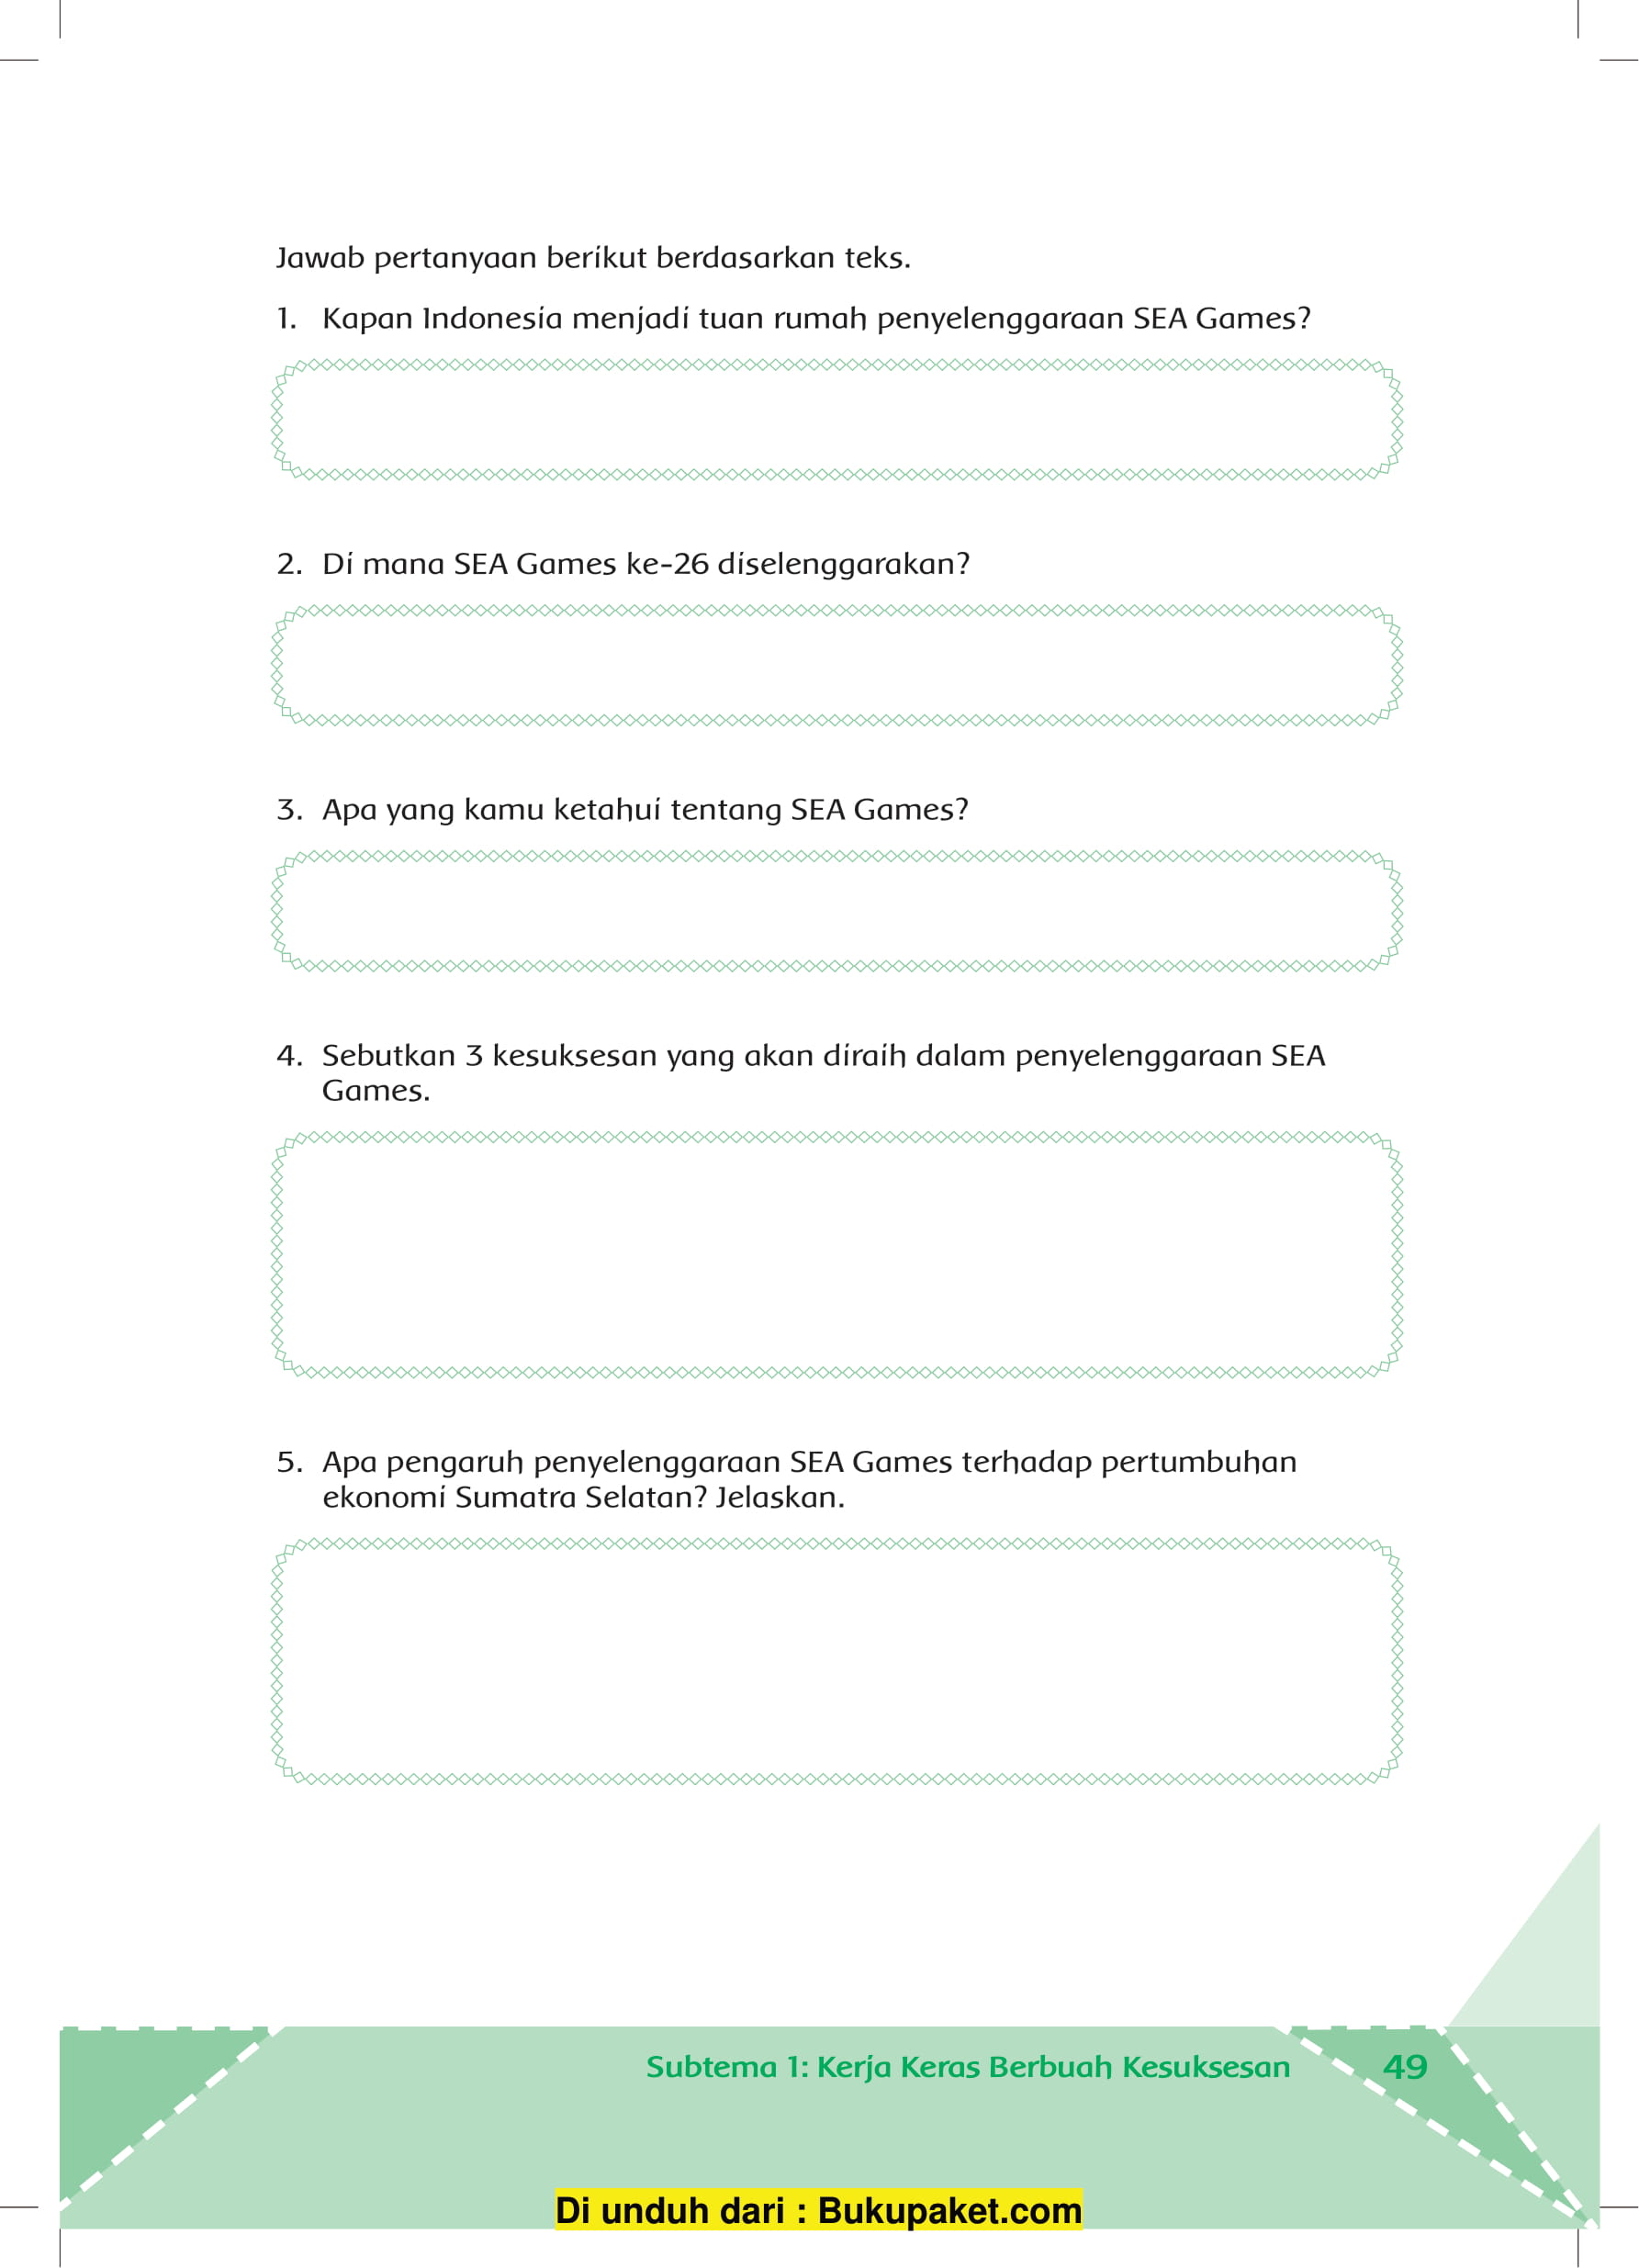 Jawab pertanyaan berikut berdasarkan teks.
1. Kapan Indonesia menjadi tuan rumah penyelenggaraan SEA Games?
2. Di mana SEA Games ke-26 diselenggarakan?
3. Apa yang kamu ketahui tentang SEA Games?
4. Sebutkan 3 kesuksesan yang akan diraih dalam penyelenggaraan SEA
Games.
5. Apa pengaruh penyelenggaraan SEA Games terhadap pertumbuhan
ekonomi Sumatra Selatan? Jelaskan.
Subtema 1: Kerja Keras Berbuah Kesuksesan 49
Di unduh dari : Bukupaket.com